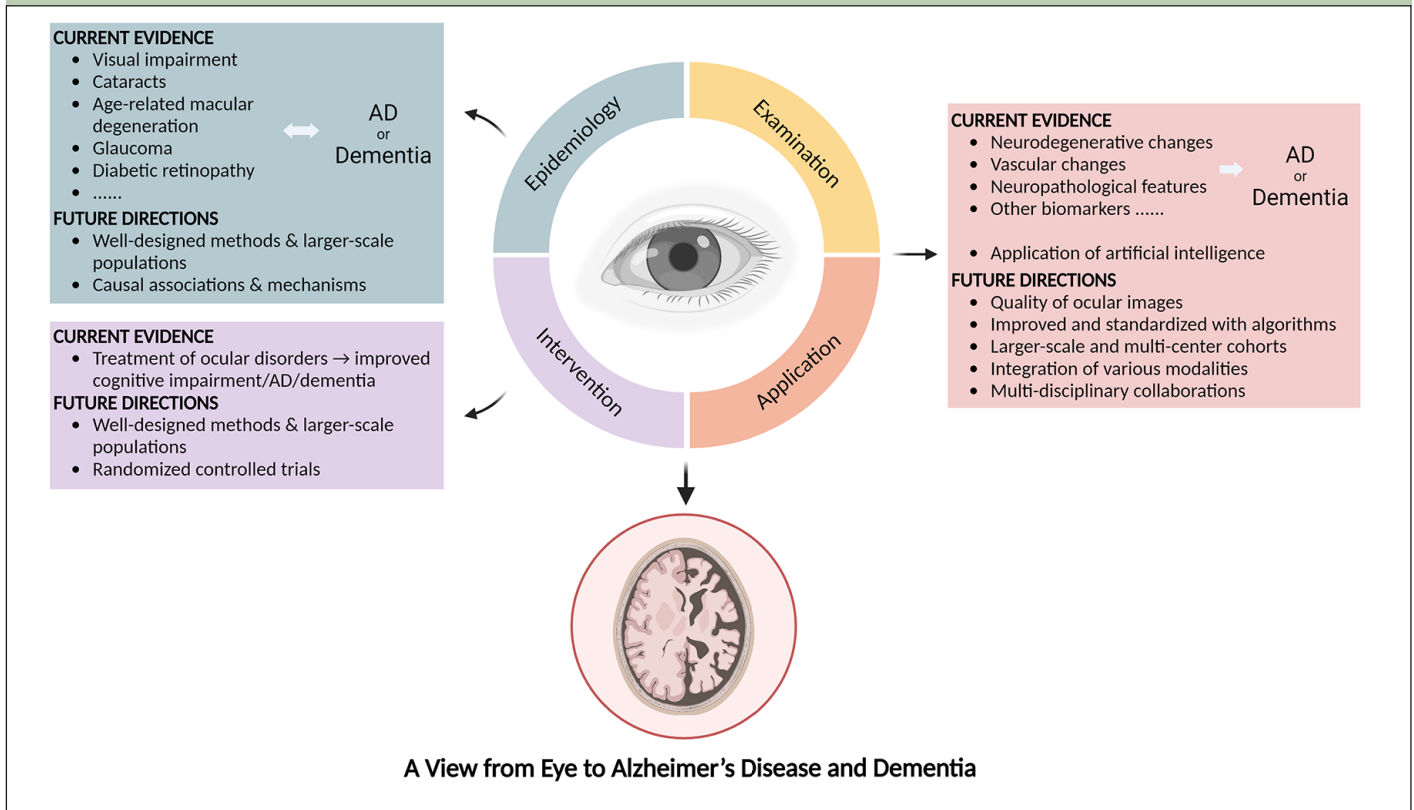 CURRENT EVIDENCE
• Visual impairment
• Cataracts
• Age-related macular
degeneration
• Glaucoma
• Diabetic retinopathy
• ......
AD
or
Dementia
FUTURE DIRECTIONS
• Well-designed methods & larger-scale
populations
• Causal associations & mechanisms
CURRENT EVIDENCE
• Treatment of ocular disorders → improved
cognitive impairment/AD/dementia
FUTURE DIRECTIONS
• Well-designed methods & larger-scale
populations
• Randomized controlled trials
Epidemiology
Examination
Intervention
Application
CURRENT EVIDENCE
• Neurodegenerative changes
• Vascular changes
• Neuropathological features
• Other biomarkers ......
AD
or
Dementia
• Application of artificial intelligence
FUTURE DIRECTIONS
• Quality of ocular images
• Improved and standardized with algorithms
• Larger-scale and multi-center cohorts
• Integration of various modalities
• Multi-disciplinary collaborations
A View from Eye to Alzheimer's Disease and Dementia